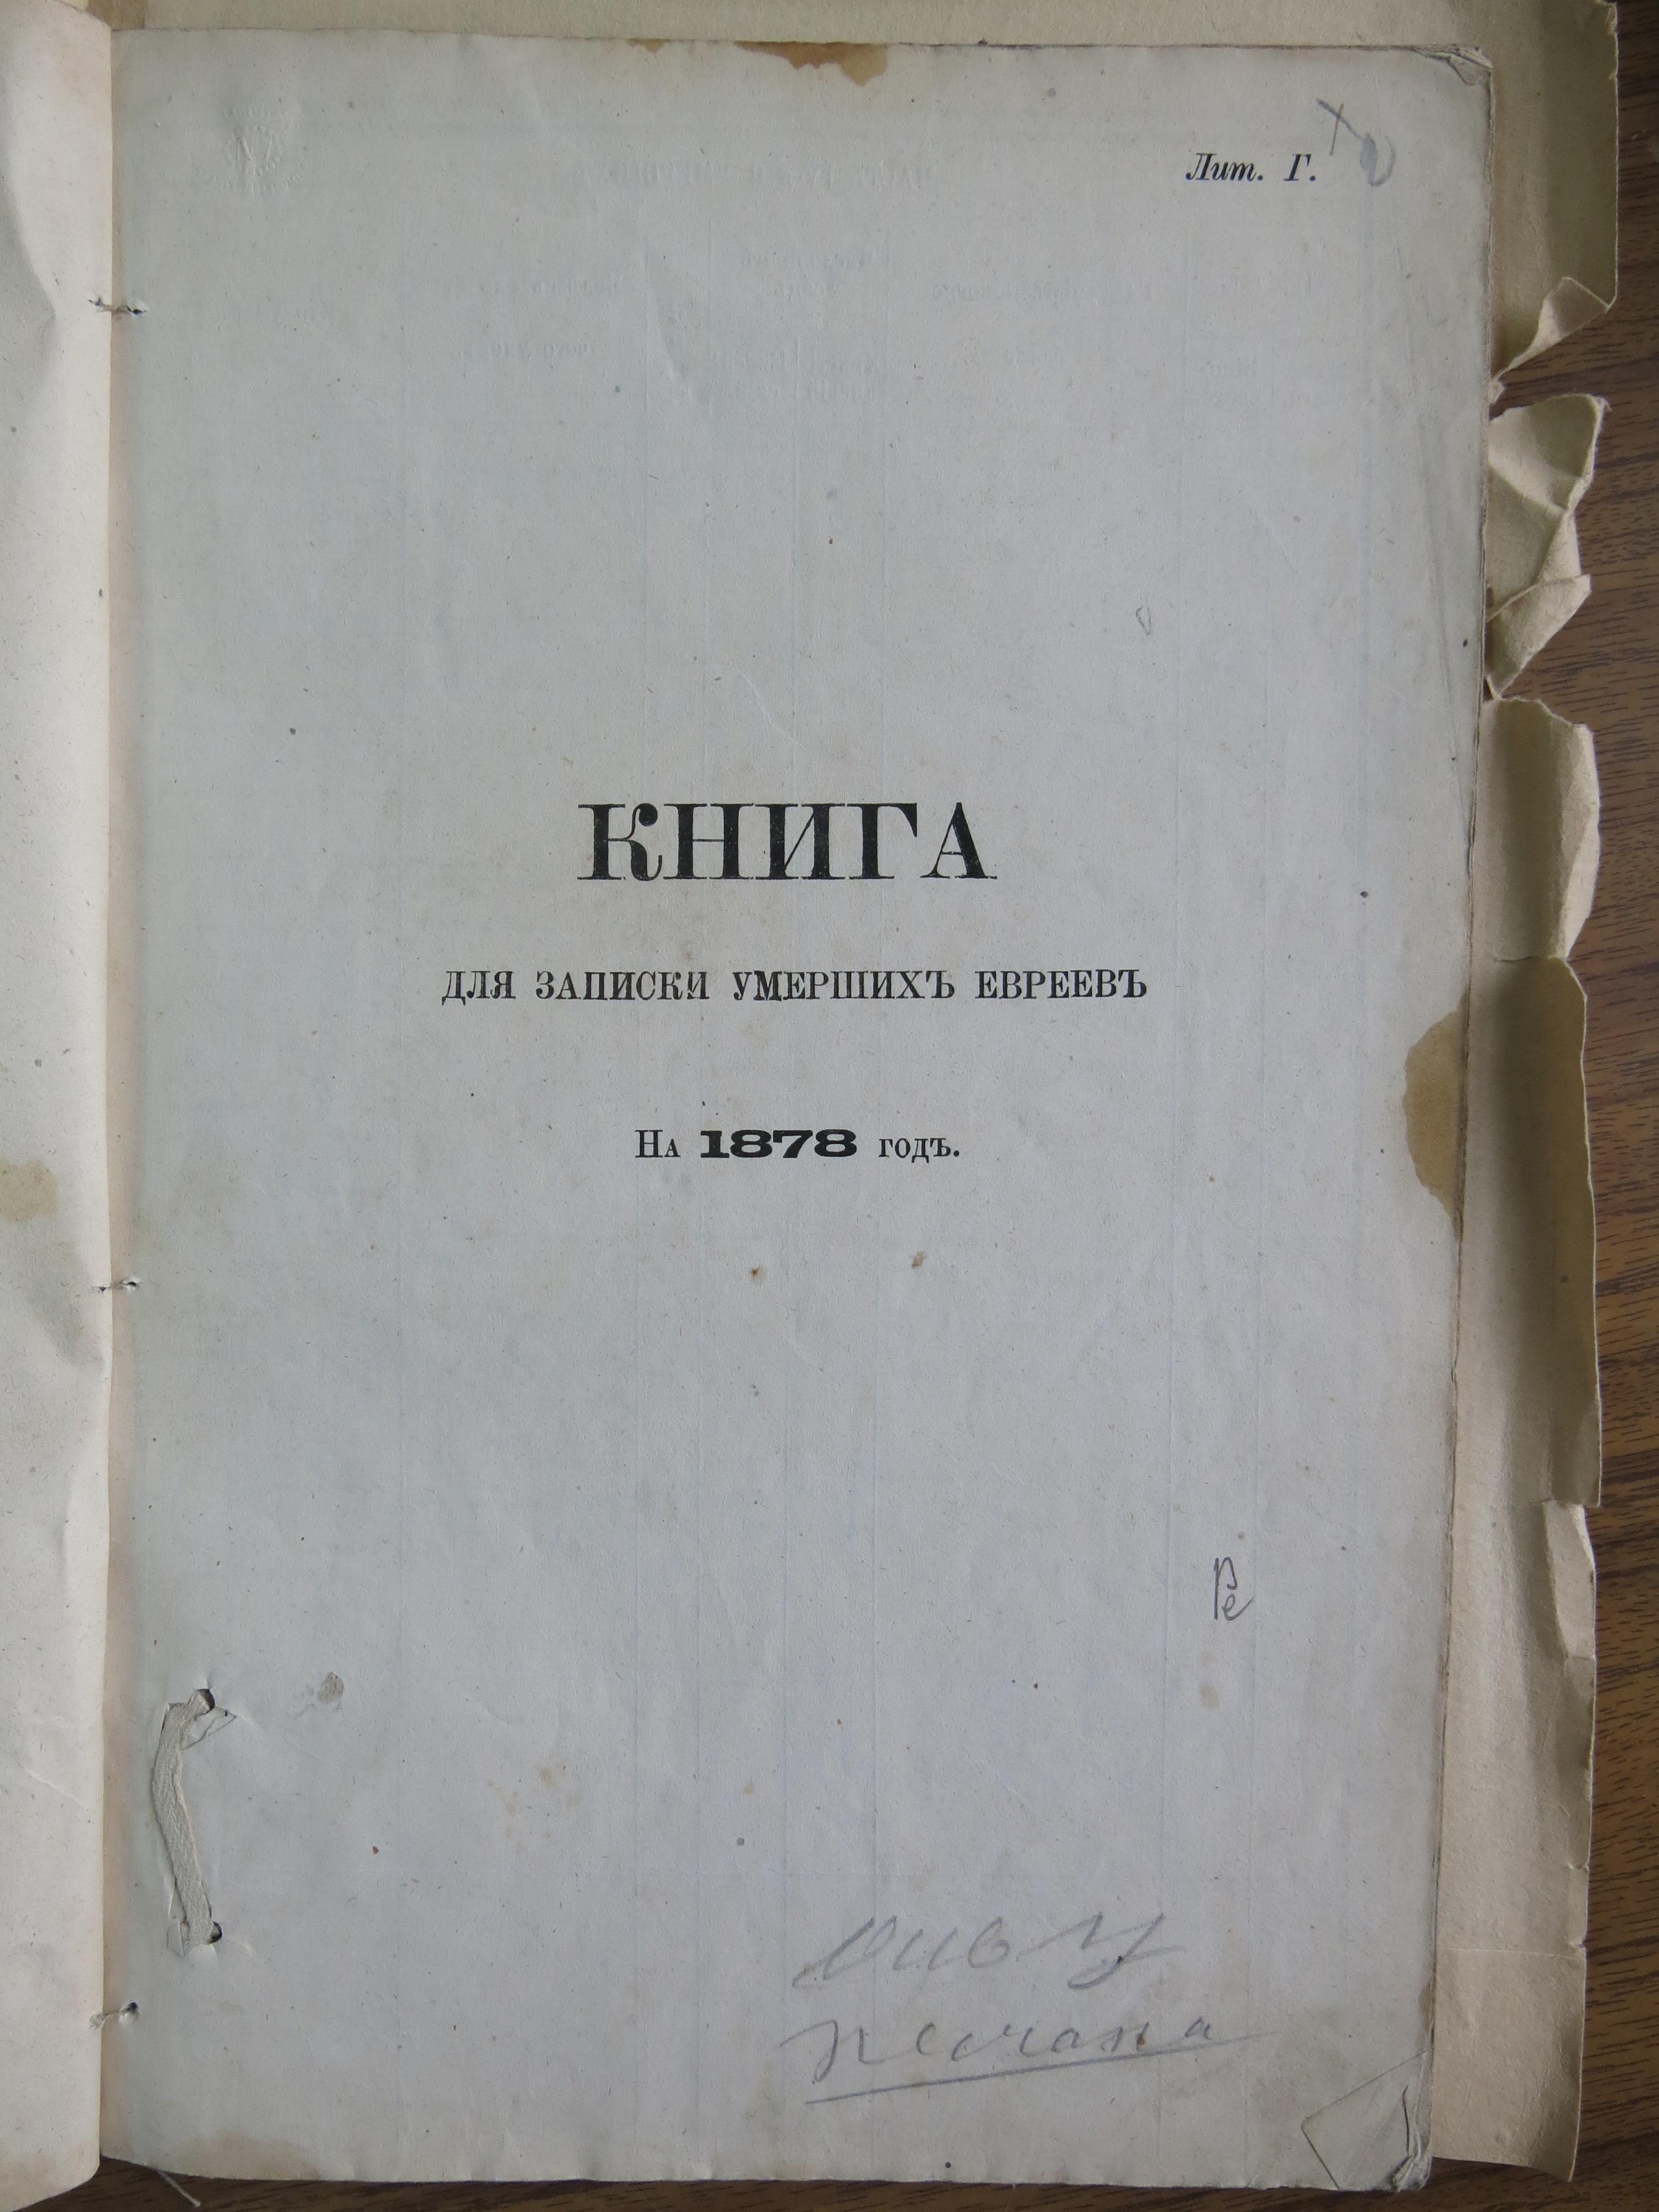 Лит. Г.
КНИГА
ДЛЯ ЗАПИСКИ УМЕРШИХЪ ЕВРЕЕВЪ
На 1878 годъ.